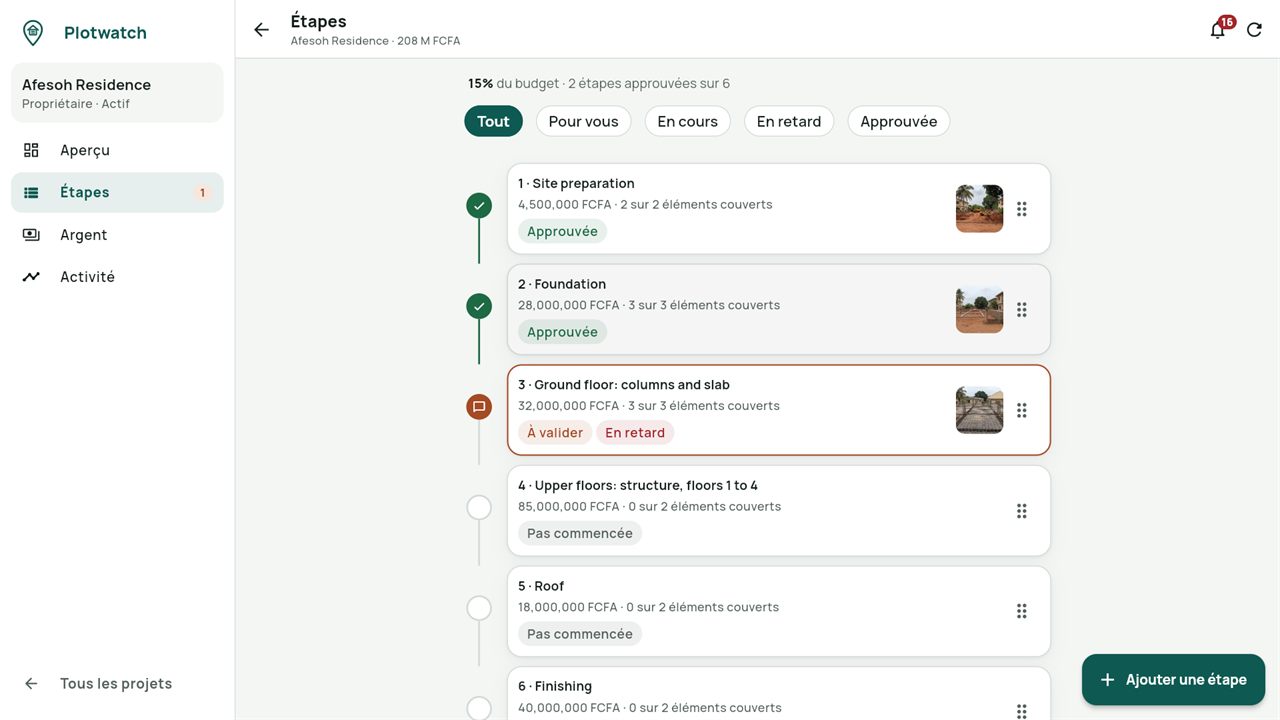 Plotwatch
Afesoh Residence
Propriétaire · Actif
Aperçu
Étapes
1
Argent
Activité
Tous les projets
Étapes
Afesoh Residence · 208 M FCFA
16
15% du budget · 2 étapes approuvées sur 6
Tout
Pour vous
En cours
En retard
Approuvée
1 · Site preparation
4,500,000 FCFA · 2 sur 2 éléments couverts
Approuvée
2 · Foundation
28,000,000 FCFA · 3 sur 3 éléments couverts
Approuvée
3 · Ground floor: columns and slab
32,000,000 FCFA · 3 sur 3 éléments couverts
À valider
En retard
4 · Upper floors: structure, floors 1 to 4
85,000,000 FCFA · 0 sur 2 éléments couverts
Pas commencée
5 · Roof
18,000,000 FCFA · 0 sur 2 éléments couverts
Pas commencée
6 · Finishing
40,000,000 FCFA · 0 sur 2 éléments couverts
Ajouter une étape